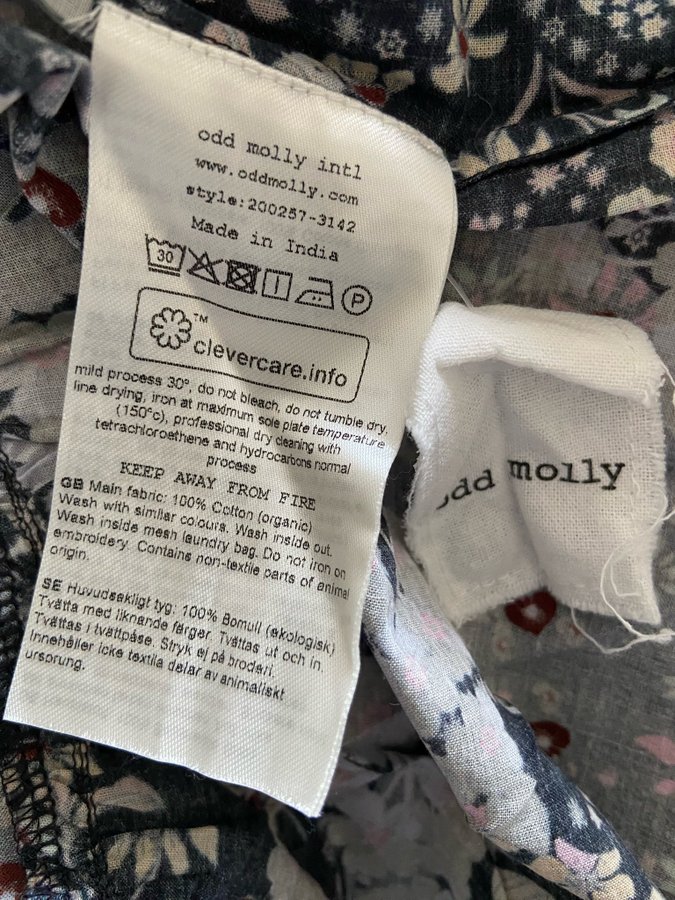 odd molly intl
www.oddmolly.com
style:200257-3142
Made in India
30 P
TM
clevercare.info
mild process 30°, do not bleach, do not tumble dry,
line drying, iron at maximum sole plate temperature
(150°c), professional dry cleaning with
tetrachloroethene and hydrocarbons normal
process
KEEP AWAY FROM FIRE
GB Main fabric: 100% Cotton (organic)
Wash with similar colours. Wash inside out.
Wash inside mesh laundry bag. Do not iron on
embroidery. Contains non-textile parts of animal
origin.
SE Huvudsakligt tyg: 100% Bomull (ekologisk)
Tvätta med liknande färger. Tvättas ut och in.
Tvättas i tvättpåse. Stryk ej på broderi.
Innehåller icke textila delar av animaliskt
ursprung.
odd molly